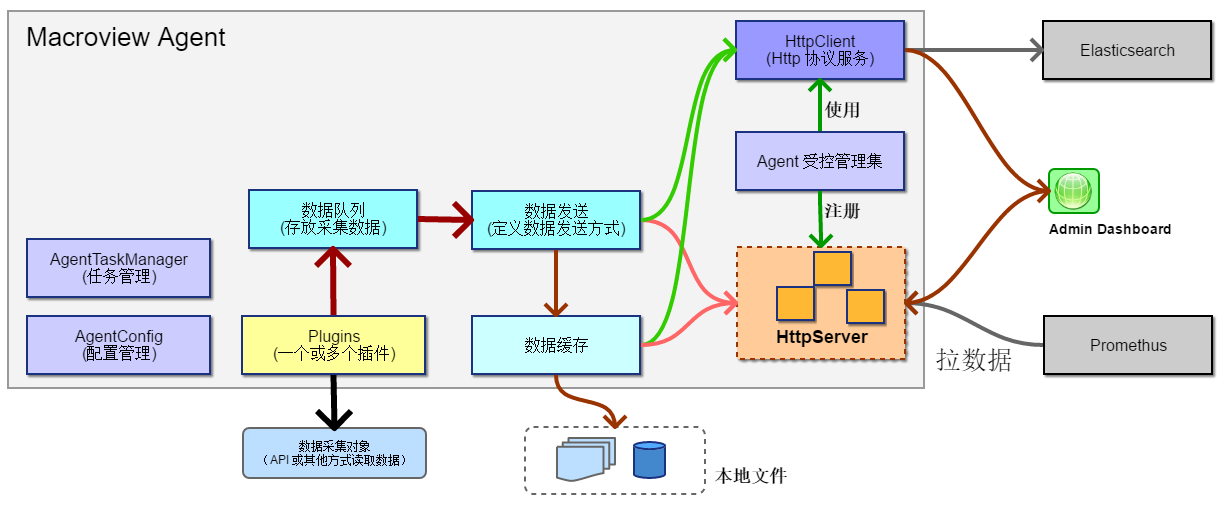 Macroview Agent
HttpClient
(Http 协议服务)
Elasticsearch
使用
Agent 受控管理集
注册
数据队列
(存放采集数据)
数据发送
(定义数据发送方式)
Admin Dashboard
AgentTaskManager
(任务管理)
AgentConfig
(配置管理)
Plugins
(一个或多个插件)
数据缓存
HttpServer
拉数据
Promethus
数据采集对象
（API 或其他方式读取数据）
本地文件